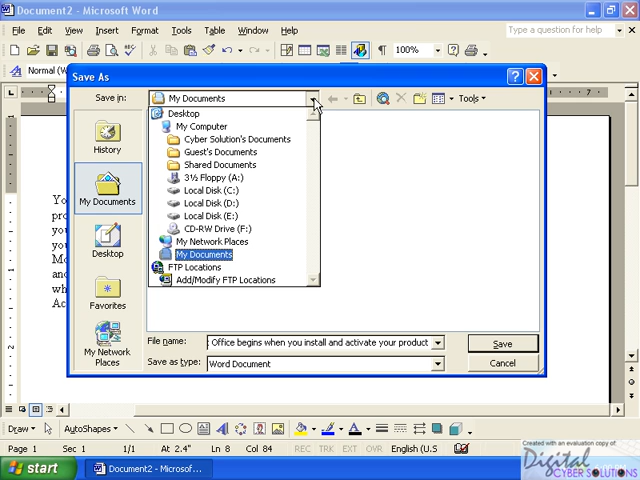 Document2 - Microsoft Word
File Edit View Insert Format Tools Table Window Help Type a question for help
100%
Normal (W
Save As
Save in: My Documents Tools
Desktop
My Computer
Cyber Solution's Documents
Guest's Documents
Shared Documents
3½ Floppy (A:)
Local Disk (C:)
Local Disk (D:)
Local Disk (E:)
CD-RW Drive (F:)
My Network Places
My Documents
FTP Locations
Add/Modify FTP Locations
History
My Documents
Desktop
Favorites
My Network
Places
File name: Office begins when you install and activate your product Save
Save as type: Word Document Cancel
Draw AutoShapes
Page 1 Sec 1 1/1 At 2.4" Ln 8 Col 84 REC TRK EXT OVR English (U.S
start Document2 - Microsof...
Created with an evaluation copy of
Digital
CYBER SOLUTIONS